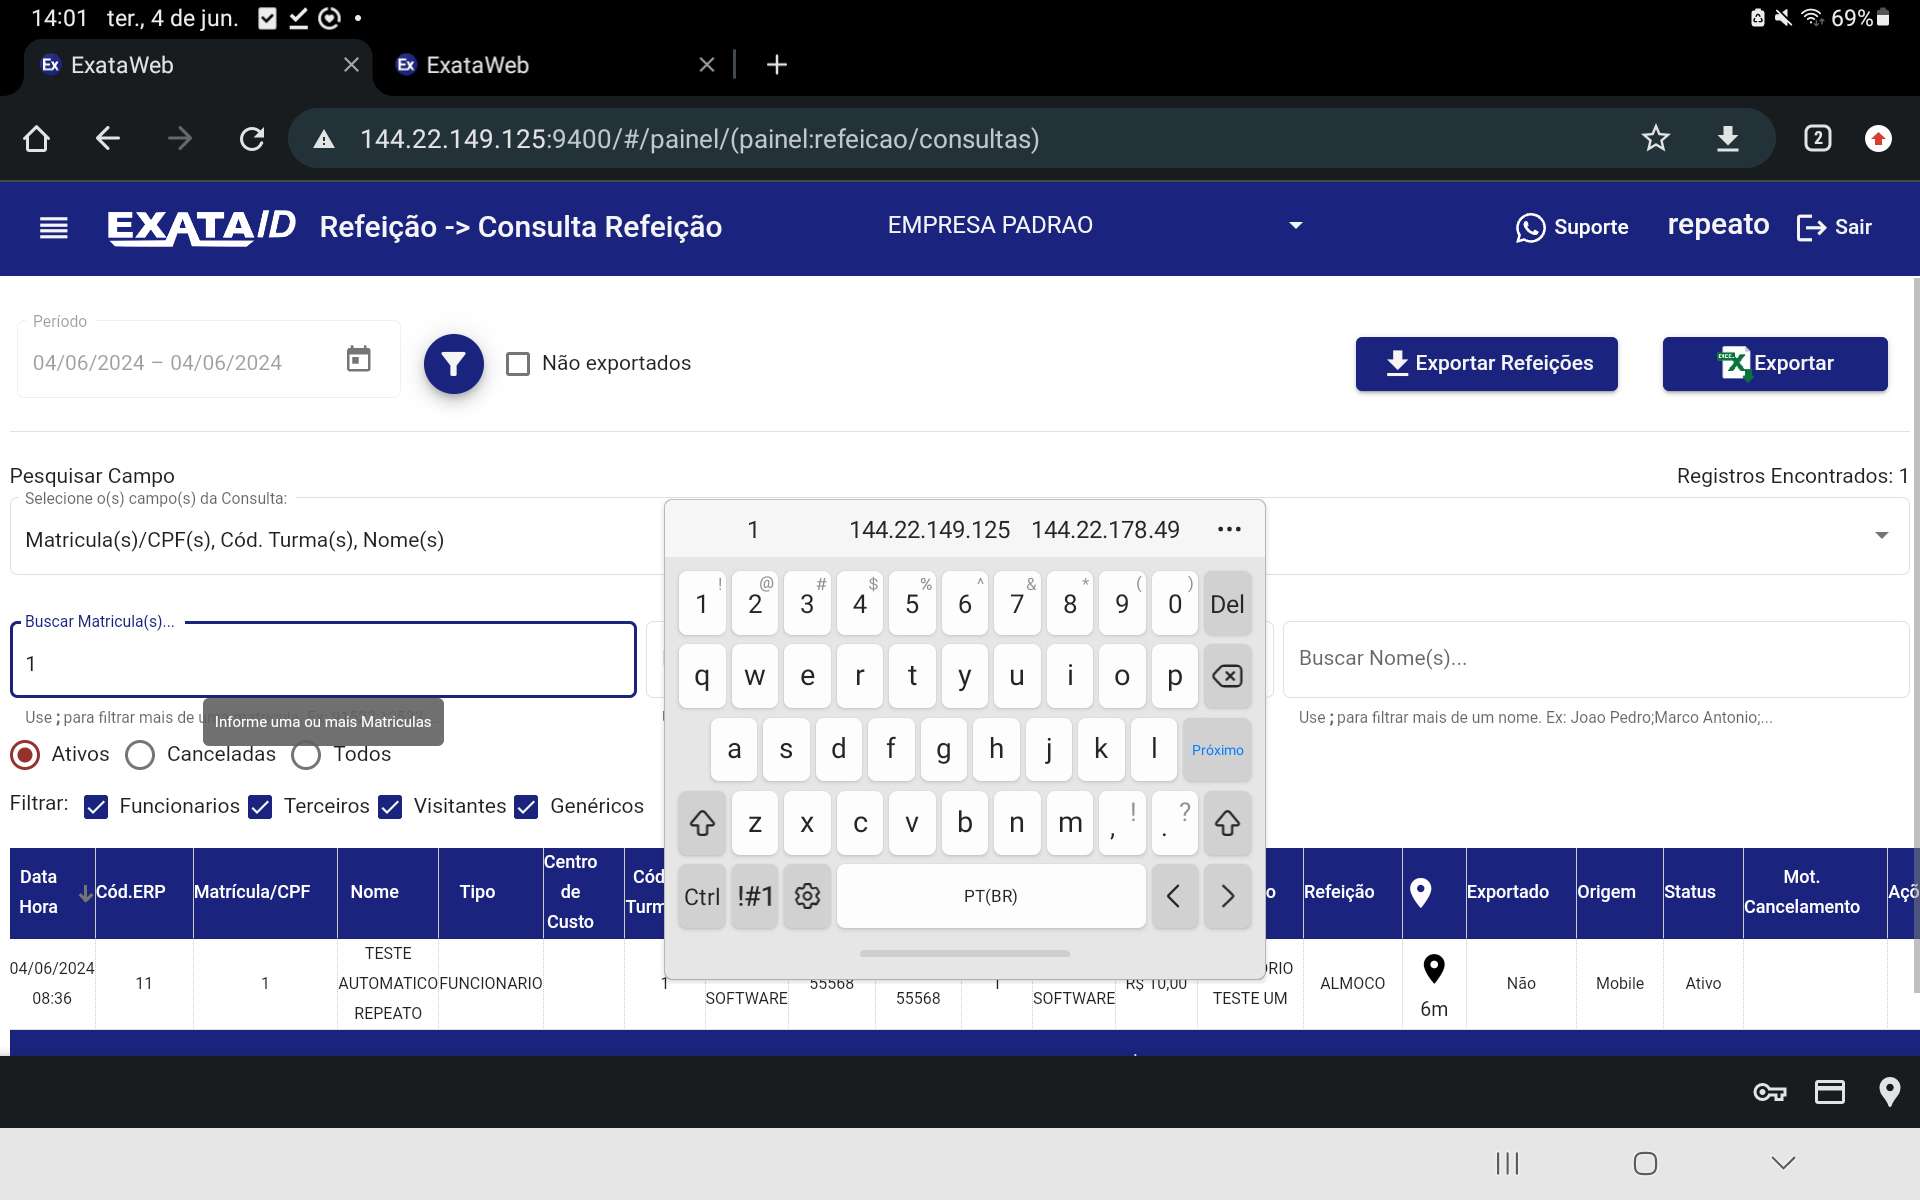 14:01 ter., 4 de jun. 69%
Ex ExataWeb
Ex ExataWeb
144.22.149.125:9400/#/painel/(painel:refeicao/consultas) 2
EXATA/D Refeição -> Consulta Refeição EMPRESA PADRAO Suporte repeato Sair
Período
04/06/2024 – 04/06/2024
Não exportados
Exportar Refeições
Exportar
Pesquisar Campo
Registros Encontrados: 1
Selecione o(s) campo(s) da Consulta:
Matricula(s)/CPF(s), Cód. Turma(s), Nome(s)
1 144.22.149.125 144.22.178.49
! @ # $ % ^ & * ( )
1 2 3 4 5 6 7 8 9 0 Del
q w e r t y u i o p
a s d f g h j k l Próximo
z x c v b n m , ! . ?
Ctrl !#1 PT(BR)
Buscar Matricula(s)...
1
Buscar Nome(s)...
Use ; para filtrar mais de u
Informe uma ou mais Matriculas
Use ; para filtrar mais de um nome. Ex: Joao Pedro;Marco Antonio;...
Ativos Canceladas Todos
Filtrar: Funcionarios Terceiros Visitantes Genéricos
Data Hora Cód.ERP Matrícula/CPF Nome Tipo Centro de Custo Cód Turm o Refeição Exportado Origem Status Mot. Cancelamento Açõ
04/06/2024 08:36 11 1 TESTE AUTOMATICO REPEATO FUNCIONARIO 1 SOFTWARE 55568 55568 1 SOFTWARE R$ 10,00 RIO TESTE UM ALMOCO 6m Não Mobile Ativo